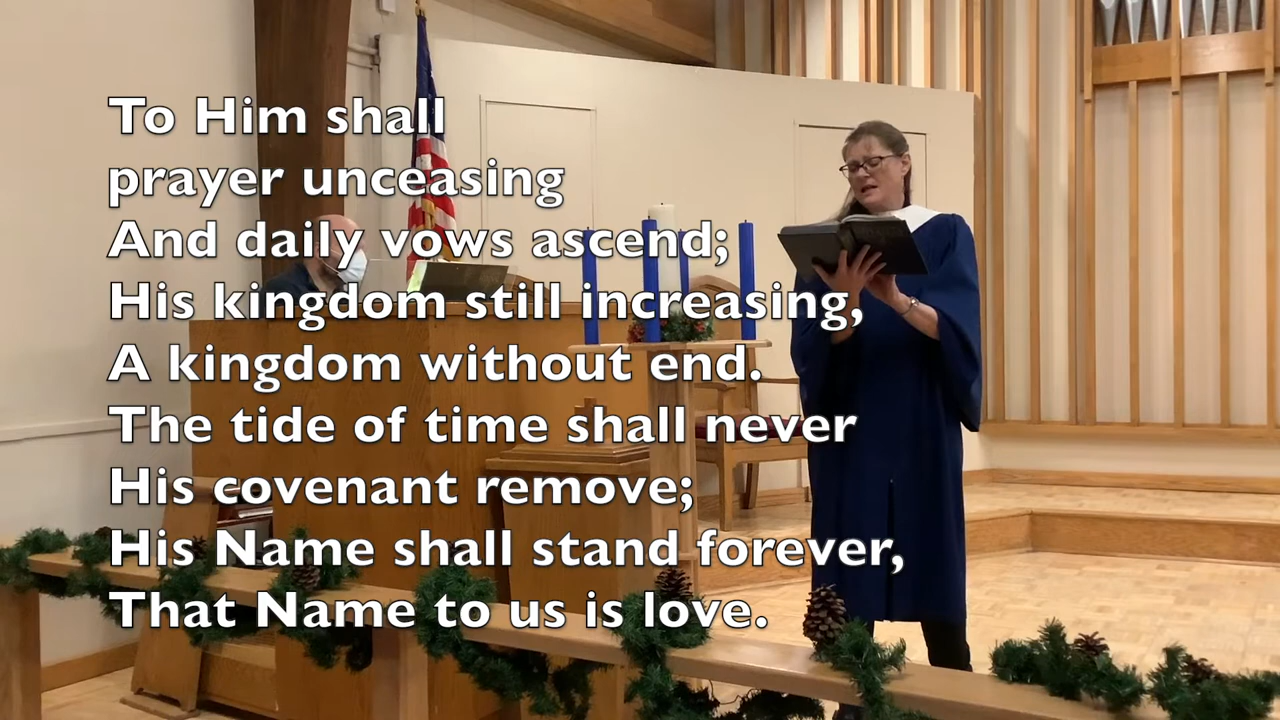 To Him shall
prayer unceasing
And daily vows ascend;
His kingdom still increasing,
A kingdom without end.
The tide of time shall never
His covenant remove;
His Name shall stand forever,
That Name to us is love.